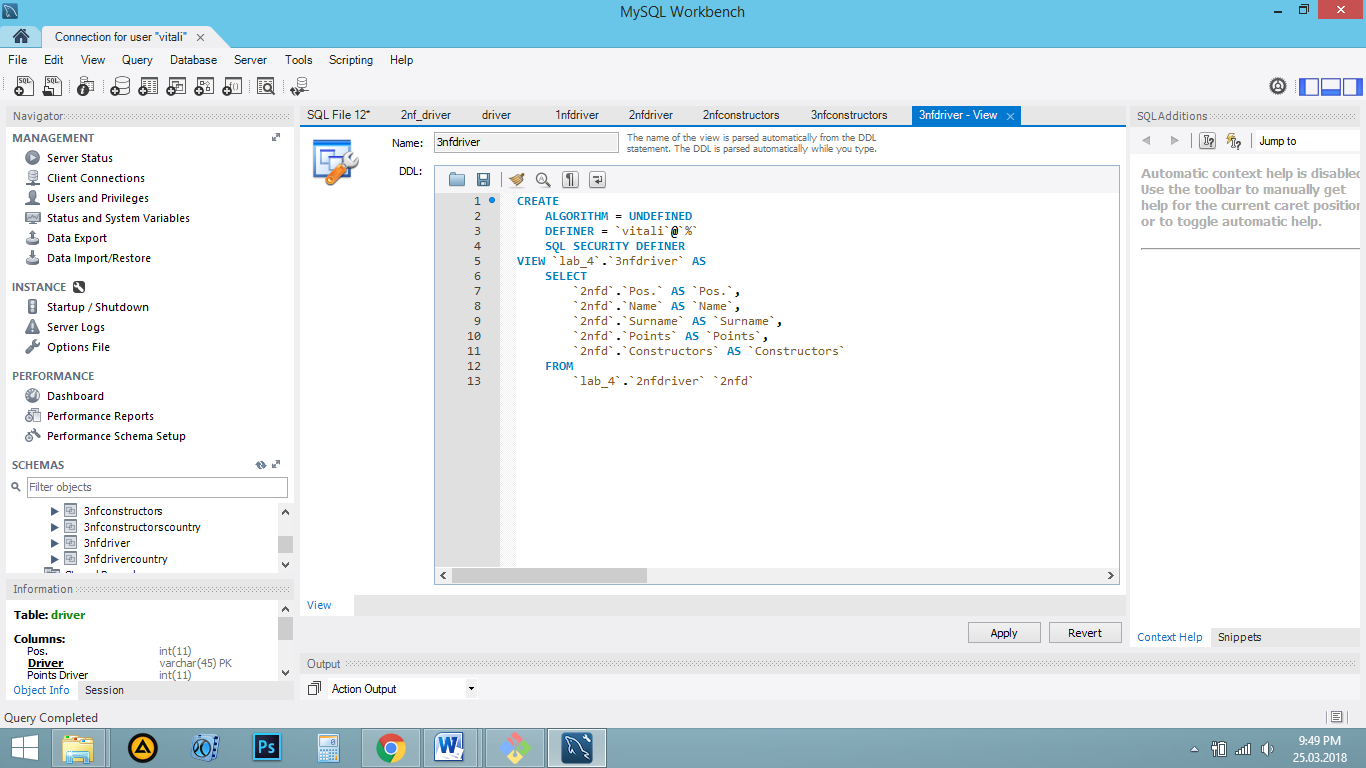 MySQL Workbench
Connection for user "vitali"
File Edit View Query Database Server Tools Scripting Help
Navigator
MANAGEMENT
Server Status
Client Connections
Users and Privileges
Status and System Variables
Data Export
Data Import/Restore
INSTANCE
Startup / Shutdown
Server Logs
Options File
PERFORMANCE
Dashboard
Performance Reports
Performance Schema Setup
SCHEMAS
Filter objects
3nfconstructors
3nfconstructorscountry
3nfdriver
3nfdrivercountry
Information
Table: driver
Columns:
Pos. int(11)
Driver varchar(45) PK
Points Driver int(11)
Object Info Session
Query Completed
SQL File 12* 2nf_driver driver 1nfdriver 2nfdriver 2nfconstructors 3nfconstructors 3nfdriver - View
Name: 3nfdriver
The name of the view is parsed automatically from the DDL
statement. The DDL is parsed automatically while you type.
DDL:
1 CREATE
2 ALGORITHM = UNDEFINED
3 DEFINER = `vitali`@`%`
4 SQL SECURITY DEFINER
5 VIEW `lab_4`.`3nfdriver` AS
6 SELECT
7 `2nfd`.`Pos.` AS `Pos.`,
8 `2nfd`.`Name` AS `Name`,
9 `2nfd`.`Surname` AS `Surname`,
10 `2nfd`.`Points` AS `Points`,
11 `2nfd`.`Constructors` AS `Constructors`
12 FROM
13 `lab_4`.`2nfdriver` `2nfd`
View
Apply Revert
Output
Action Output
SQLAdditions
Jump to
Automatic context help is disabled
Use the toolbar to manually get
help for the current caret position
or to toggle automatic help.
Context Help Snippets
Ps
9:49 PM
25.03.2018